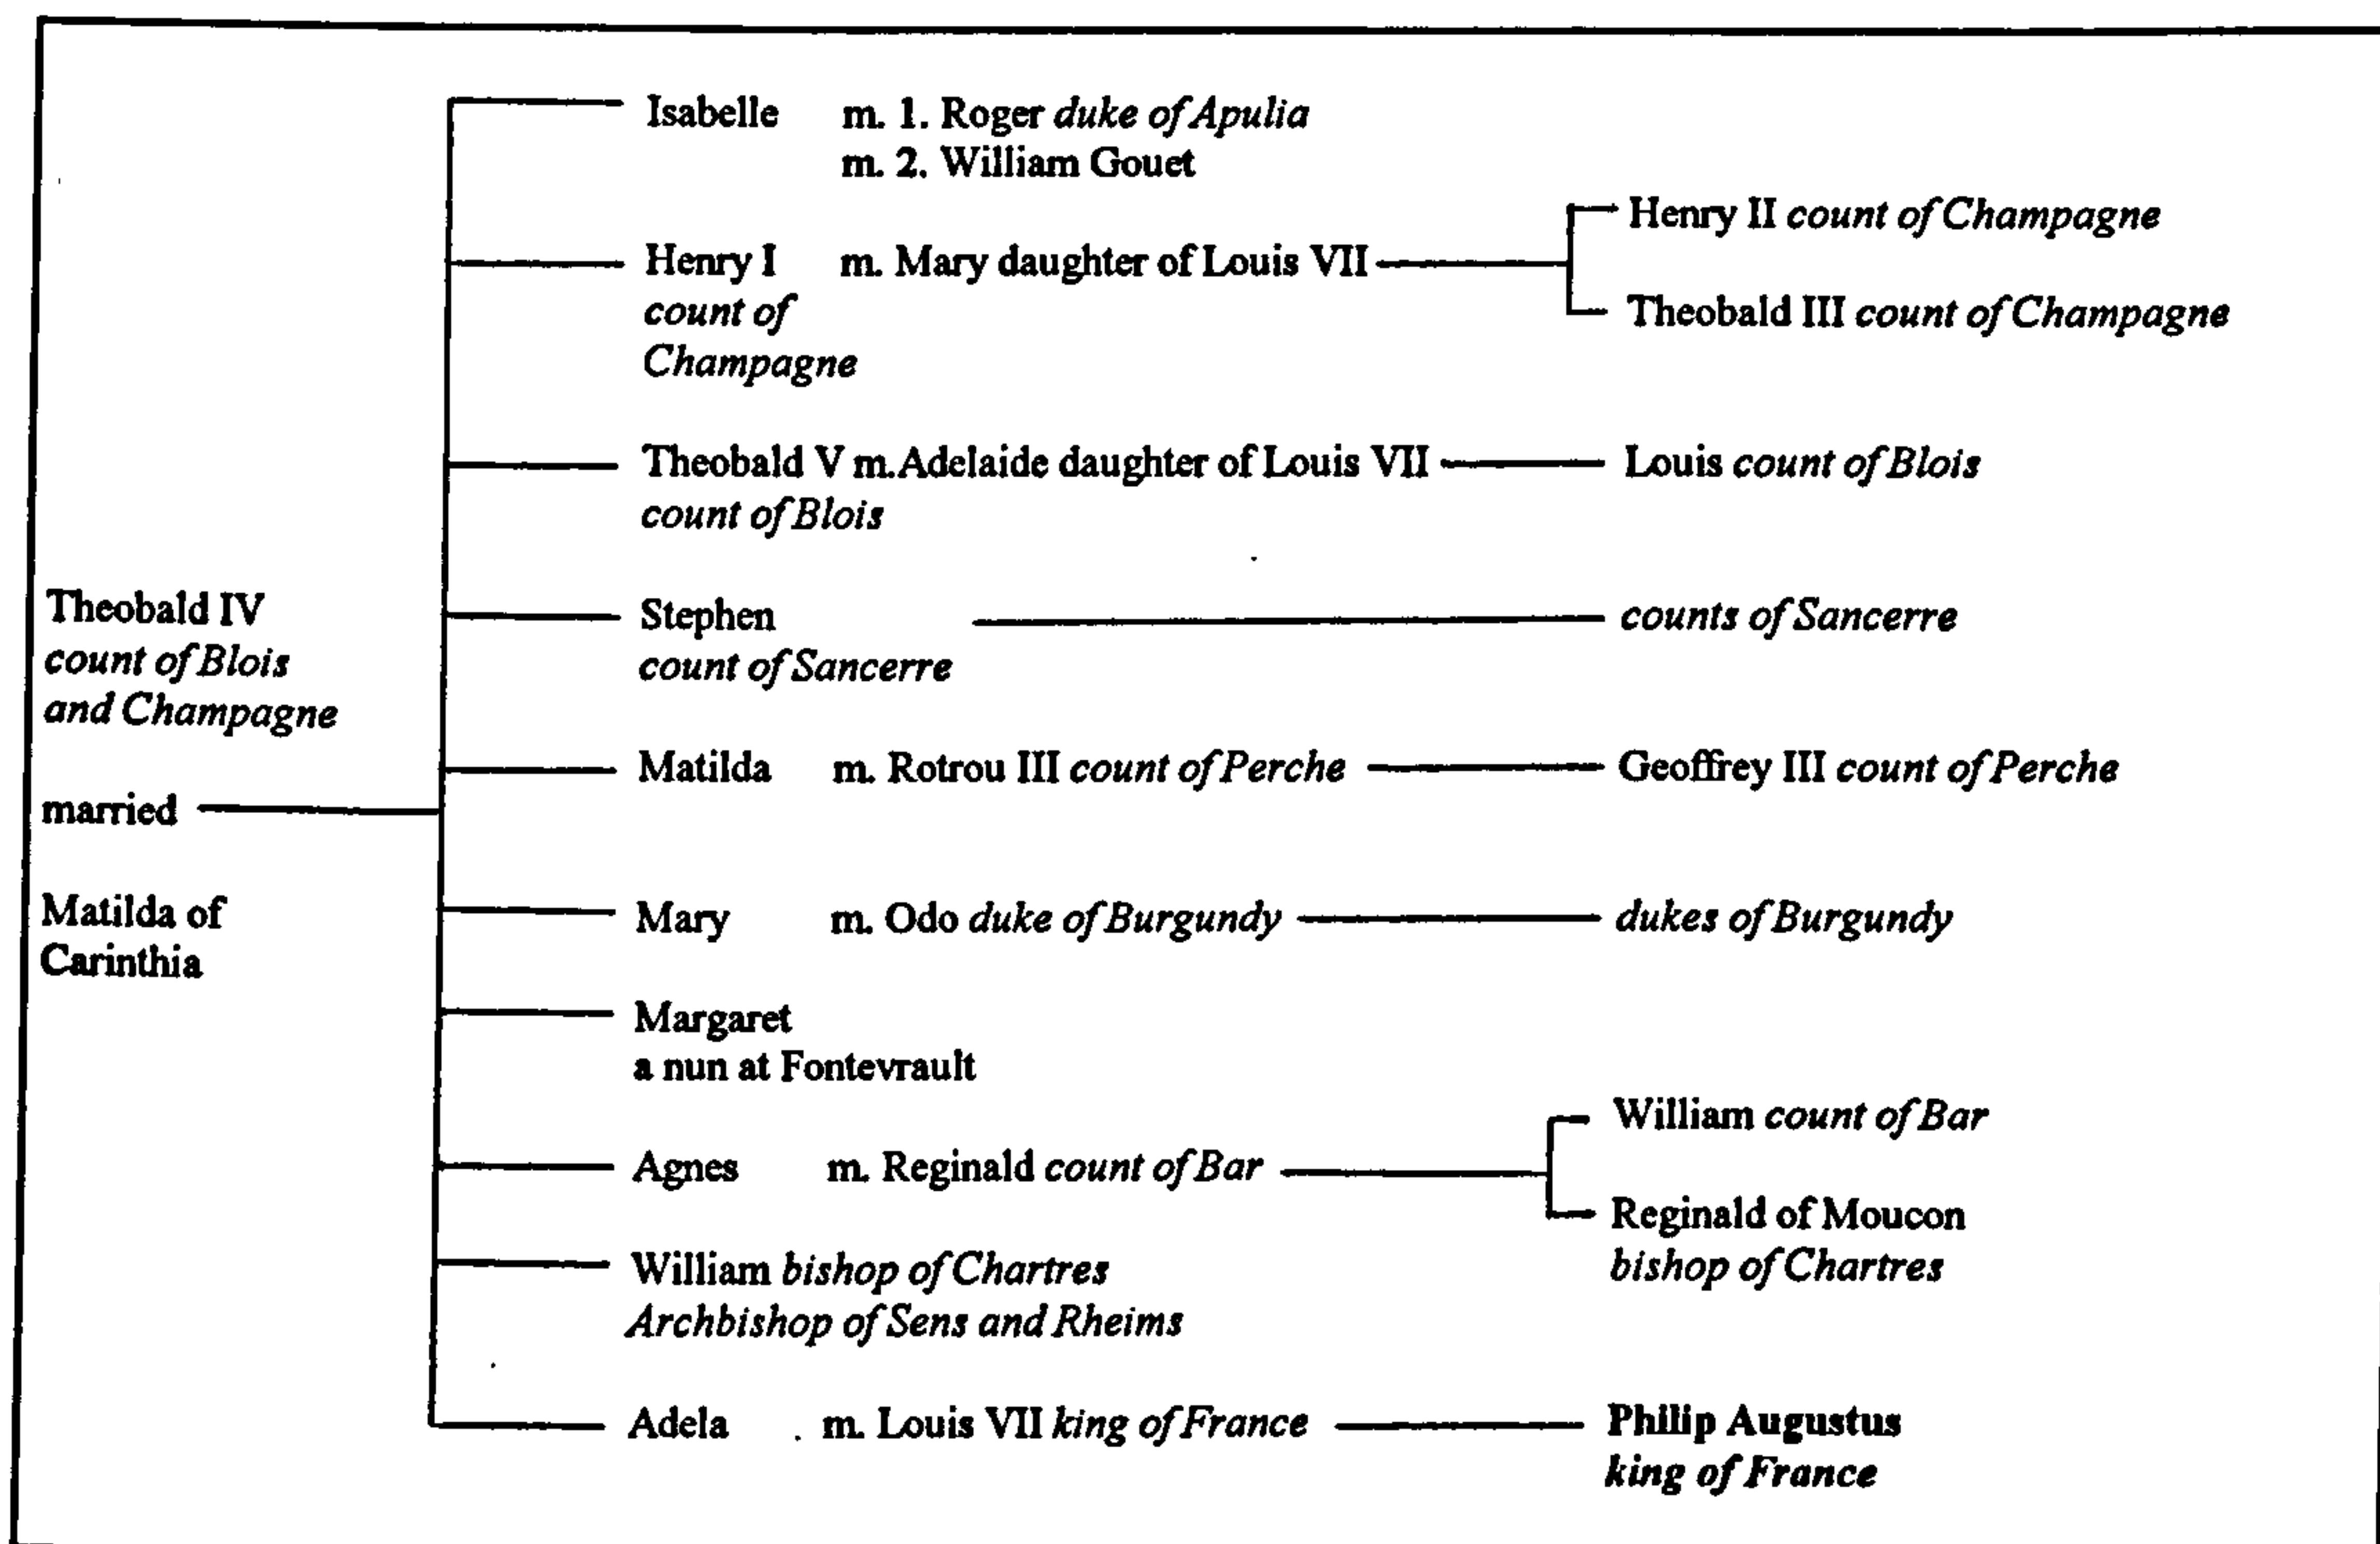 Isabelle m. 1. Roger duke of Apulia
m. 2. William Gouet
Henry II count of Champagne
Henry I m. Mary daughter of Louis VII
count of
Champagne
Theobald III count of Champagne
Theobald V m.Adelaide daughter of Louis VII Louis count of Blois
count of Blois
Theobald IV
count of Blois
and Champagne
married
Matilda of
Carinthia
Stephen counts of Sancerre
count of Sancerre
Matilda m. Rotrou III count of Perche Geoffrey III count of Perche
Mary m. Odo duke of Burgundy dukes of Burgundy
Margaret
a nun at Fontevrault
Agnes m. Reginald count of Bar
William count of Bar
Reginald of Moucon
bishop of Chartres
William bishop of Chartres
Archbishop of Sens and Rheims
Adela m. Louis VII king of France Philip Augustus
king of France